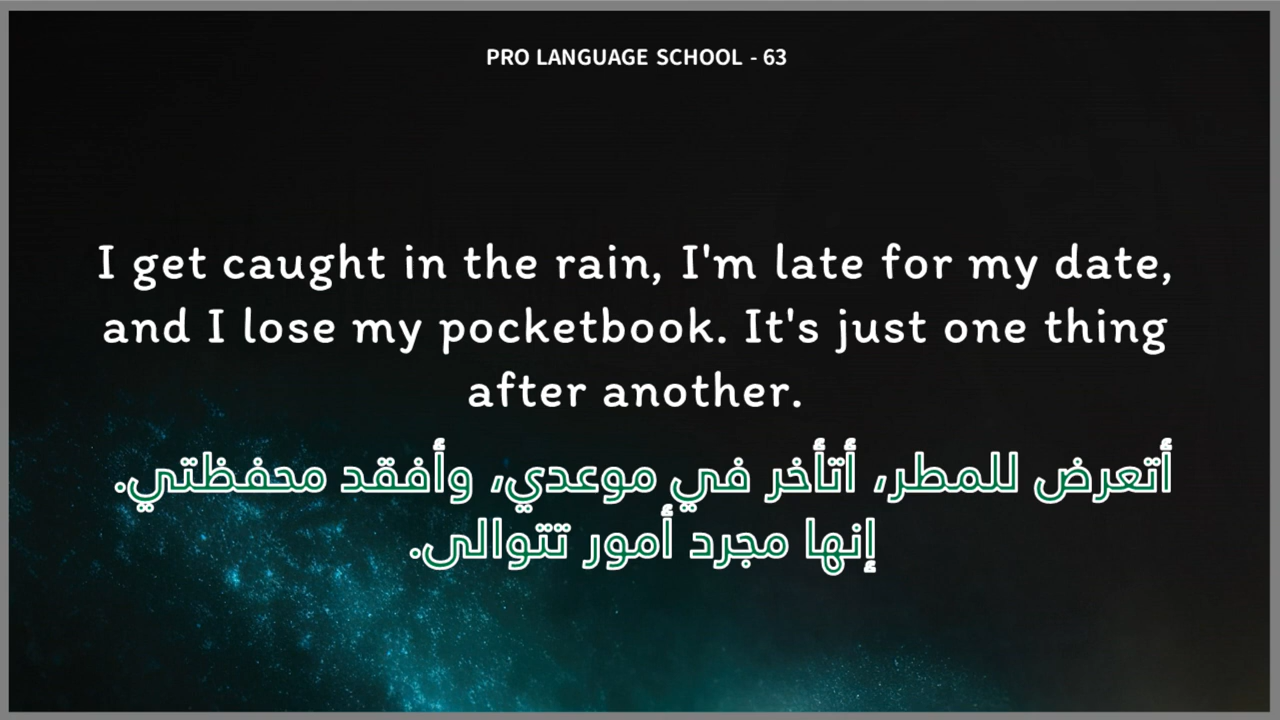 PRO LANGUAGE SCHOOL - 63
I get caught in the rain, I'm late for my date,
and I lose my pocketbook. It's just one thing
after another.
أتعرض للمطر، أتأخر في موعدي، وأفقد محفظتي.
إنها مجرد أمور تتوالى.